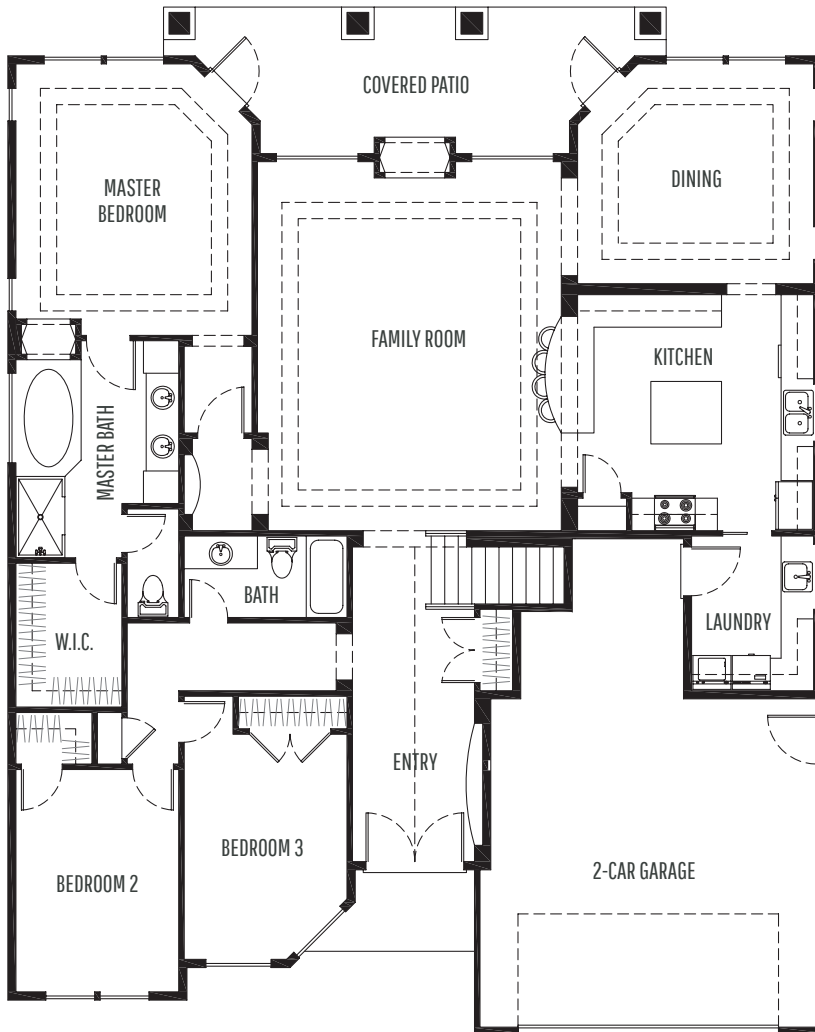 COVERED PATIO
MASTER
BEDROOM
DINING
FAMILY ROOM
KITCHEN
MASTER BATH
BATH
W.I.C.
LAUNDRY
ENTRY
BEDROOM 3
BEDROOM 2
2-CAR GARAGE